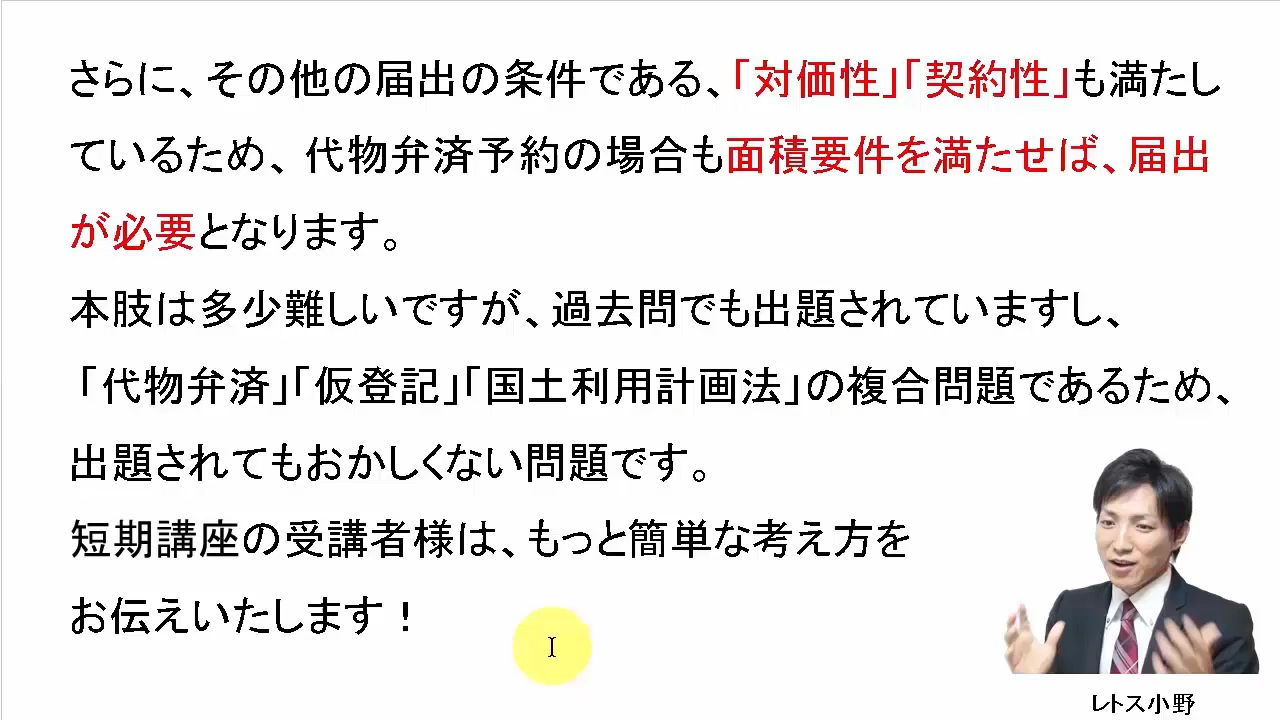 さらに、その他の届出の条件である、「対価性」「契約性」も満たし
ているため、代物弁済予約の場合も面積要件を満たせば、届出
が必要となります。
本肢は多少難しいですが、過去問でも出題されていますし、
「代物弁済」「仮登記」「国土利用計画法」の複合問題であるため、
出題されてもおかしくない問題です。
短期講座の受講者様は、もっと簡単な考え方を
お伝えいたします！
レトス小野